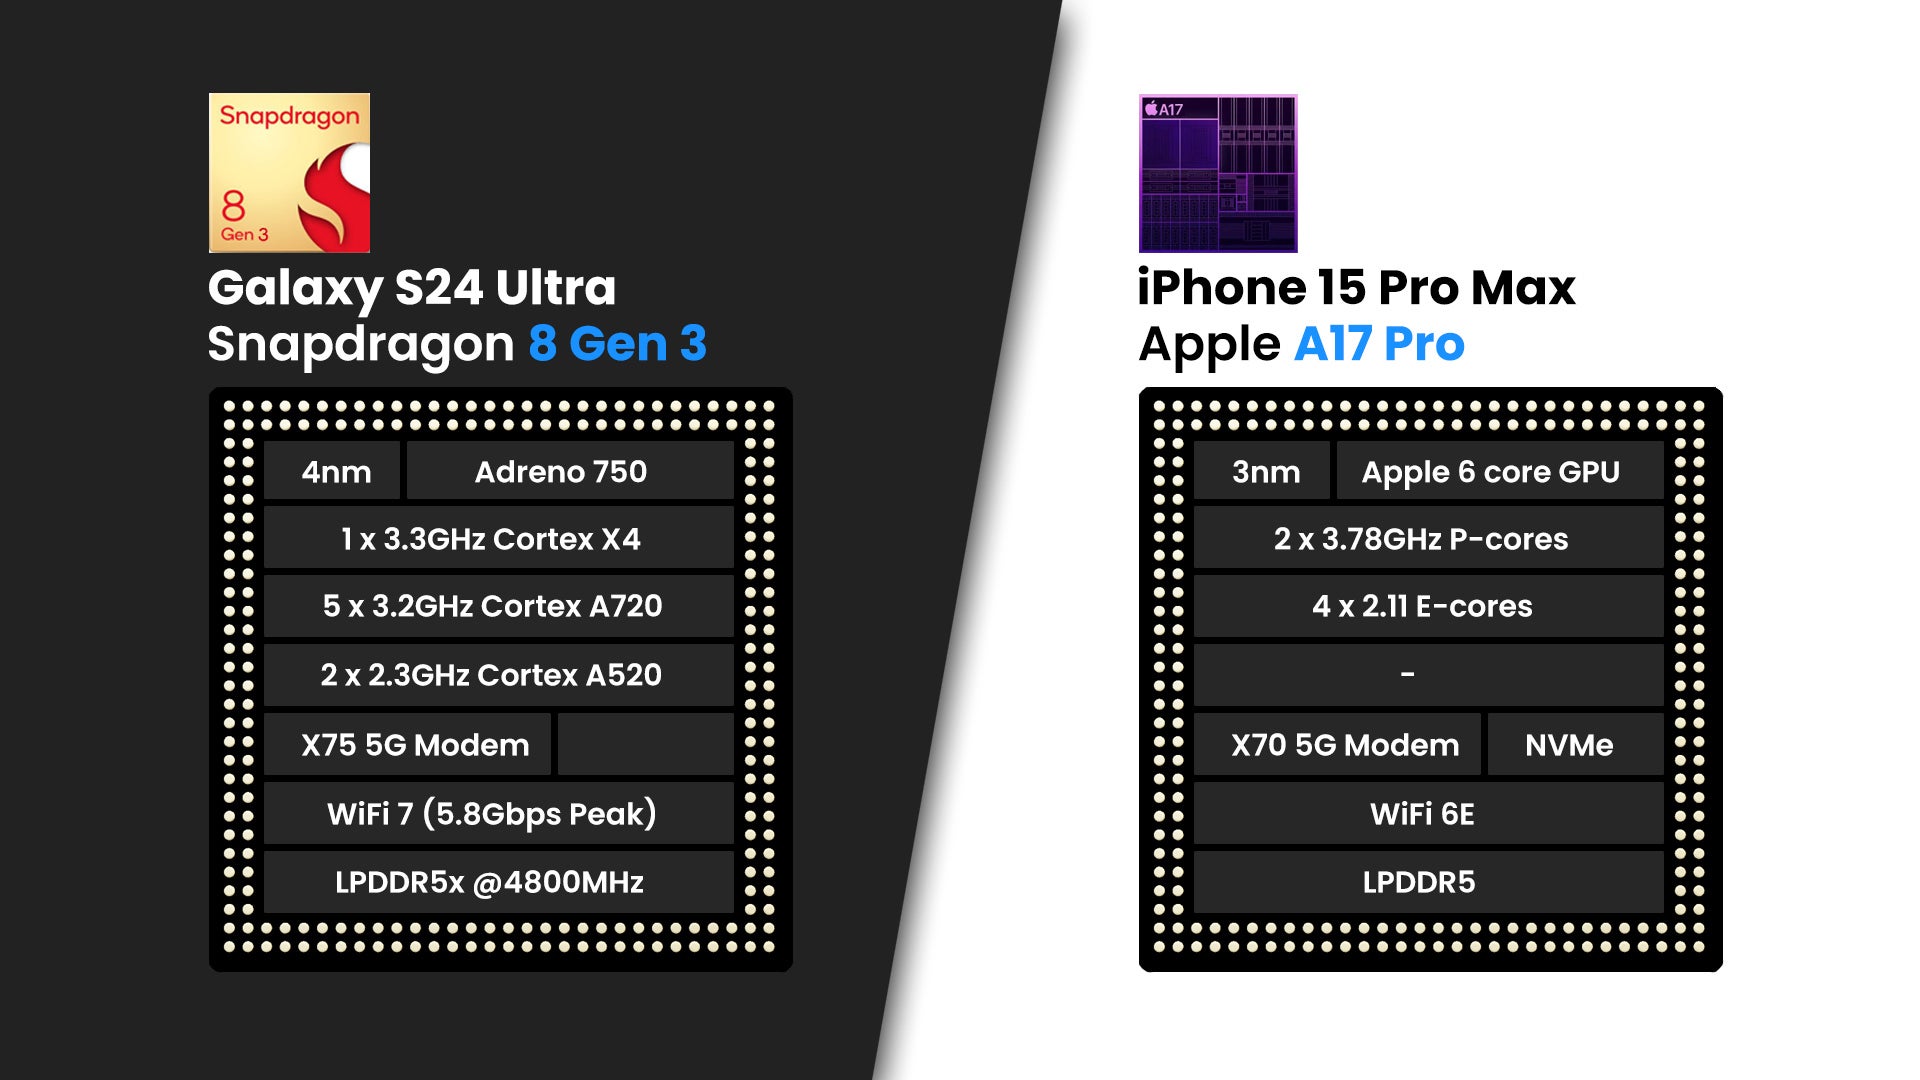 Snapdragon
8
Gen 3
Galaxy S24 Ultra
Snapdragon 8 Gen 3
4nm
Adreno 750
1 x 3.3GHz Cortex X4
5 x 3.2GHz Cortex A720
2 x 2.3GHz Cortex A520
X75 5G Modem
WiFi 7 (5.8Gbps Peak)
LPDDR5x @4800MHz
A17
iPhone 15 Pro Max
Apple A17 Pro
3nm
Apple 6 core GPU
2 x 3.78GHz P-cores
4 x 2.11 E-cores
-
X70 5G Modem
NVMe
WiFi 6E
LPDDR5